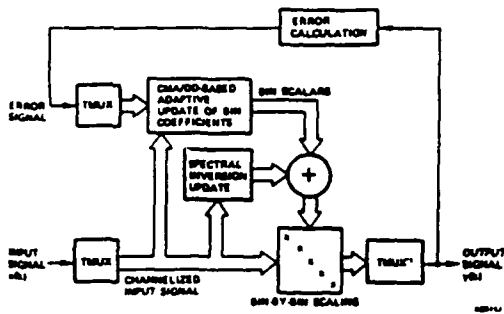 ERROR
CALCULATION
CMA/DD-BASED
ADAPTIVE
UPDATE OF BIN
COEFFICIENTS
BIN SCALARS
ERROR
SIGNAL
TMUX
SPECTRAL
INVERSION
UPDATE
+
INPUT
SIGNAL
TMUX
CHANNELIZED
INPUT SIGNAL
BIN-BY-BIN SCALING
TMUX⁻¹
OUTPUT
SIGNAL